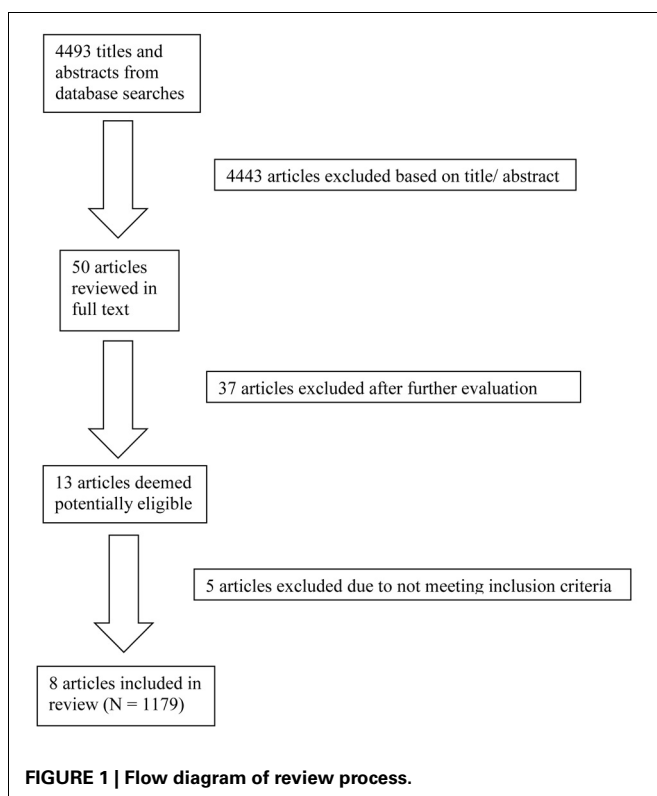 4493 titles and
abstracts from
database searches
4443 articles excluded based on title/ abstract
50 articles
reviewed in
full text
37 articles excluded after further evaluation
13 articles deemed
potentially eligible
5 articles excluded due to not meeting inclusion criteria
8 articles included in
review (N = 1179)
FIGURE 1 | Flow diagram of review process.